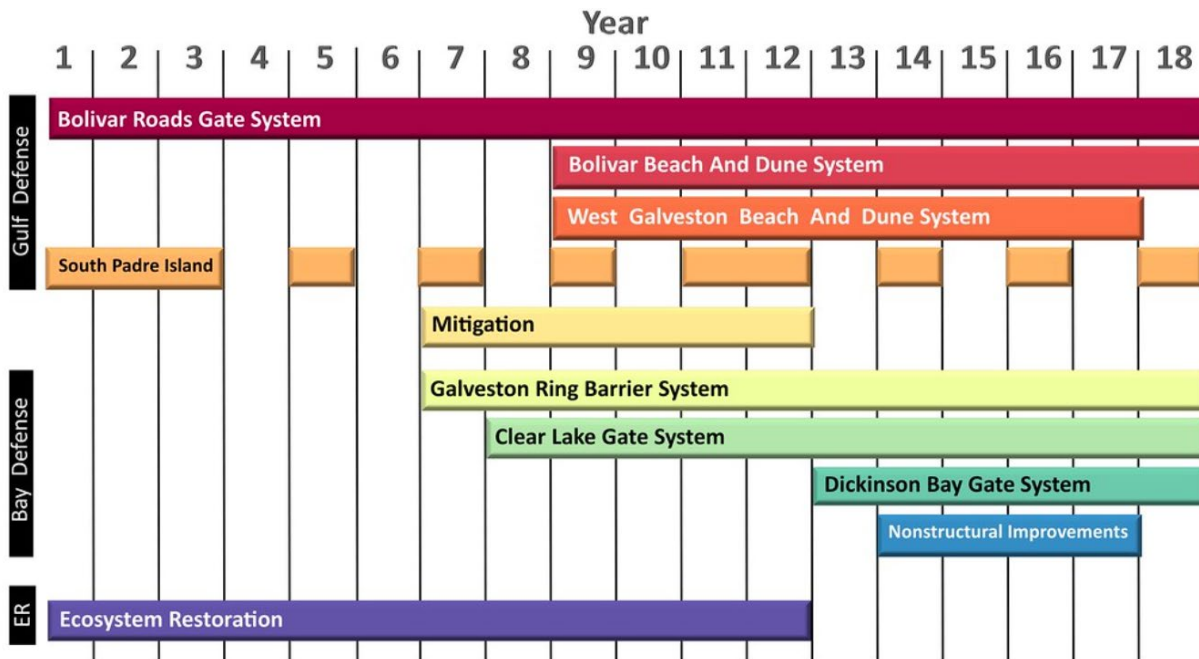 Year
1 2 3 4 5 6 7 8 9 10 11 12 13 14 15 16 17 18
Gulf Defense
Bolivar Roads Gate System
Bolivar Beach And Dune System
West Galveston Beach And Dune System
South Padre Island
Mitigation
Bay Defense
Galveston Ring Barrier System
Clear Lake Gate System
Dickinson Bay Gate System
Nonstructural Improvements
ER
Ecosystem Restoration